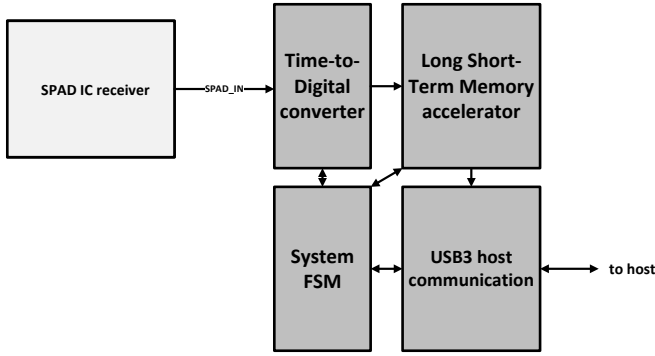 SPAD IC receiver
SPAD_IN
Time-to-
Digital
converter
Long Short-
Term Memory
accelerator
System
FSM
USB3 host
communication
to host